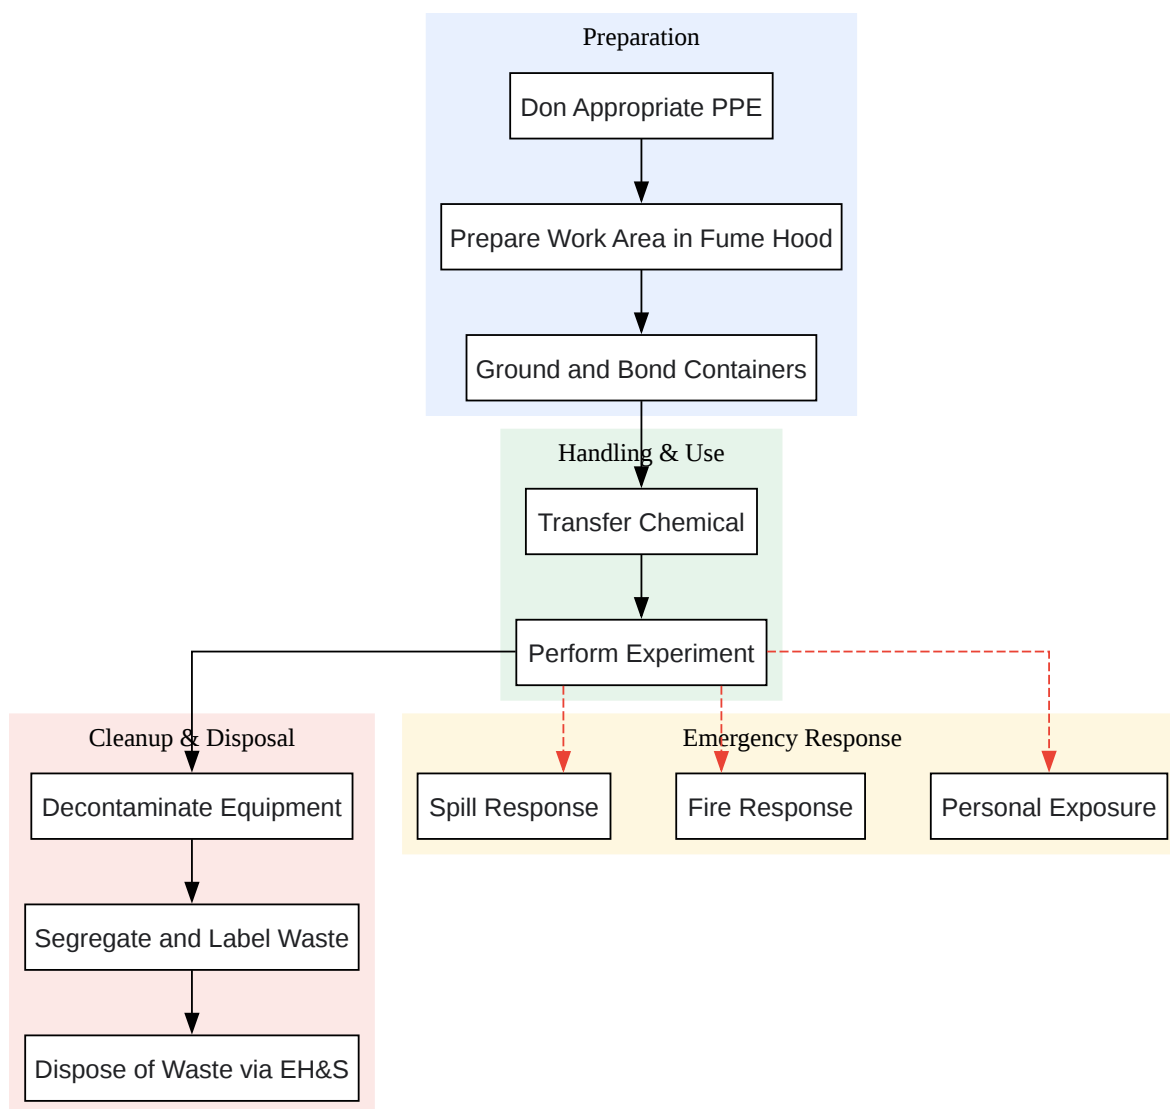 Preparation
Don Appropriate PPE
Prepare Work Area in Fume Hood
Ground and Bond Containers
Handling & Use
Transfer Chemical
Perform Experiment
Cleanup & Disposal
Decontaminate Equipment
Segregate and Label Waste
Dispose of Waste via EH&S
Emergency Response
Spill Response
Fire Response
Personal Exposure